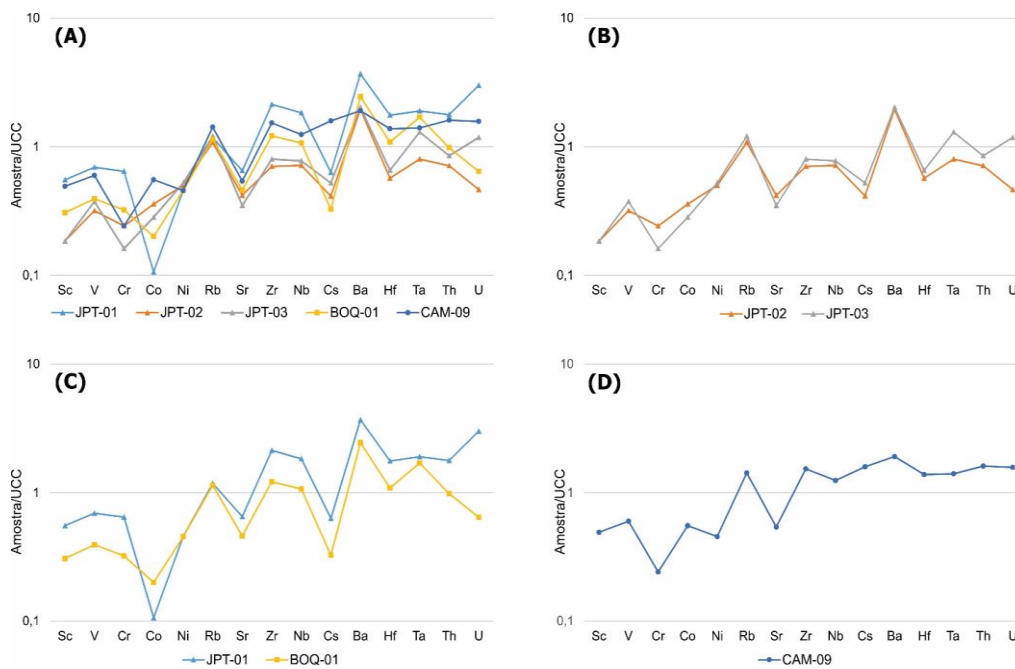 (A)
10
1
0,1
Amostra/UCC
Sc V Cr Co Ni Rb Sr Zr Nb Cs Ba Hf Ta Th U
JPT-01 JPT-02 JPT-03 BOQ-01 CAM-09
(B)
10
1
0,1
Amostra/UCC
Sc V Cr Co Ni Rb Sr Zr Nb Cs Ba Hf Ta Th U
JPT-02 JPT-03
(C)
10
1
0,1
Amostra/UCC
Sc V Cr Co Ni Rb Sr Zr Nb Cs Ba Hf Ta Th U
JPT-01 BOQ-01
(D)
10
1
0,1
Amostra/UCC
Sc V Cr Co Ni Rb Sr Zr Nb Cs Ba Hf Ta Th U
CAM-09